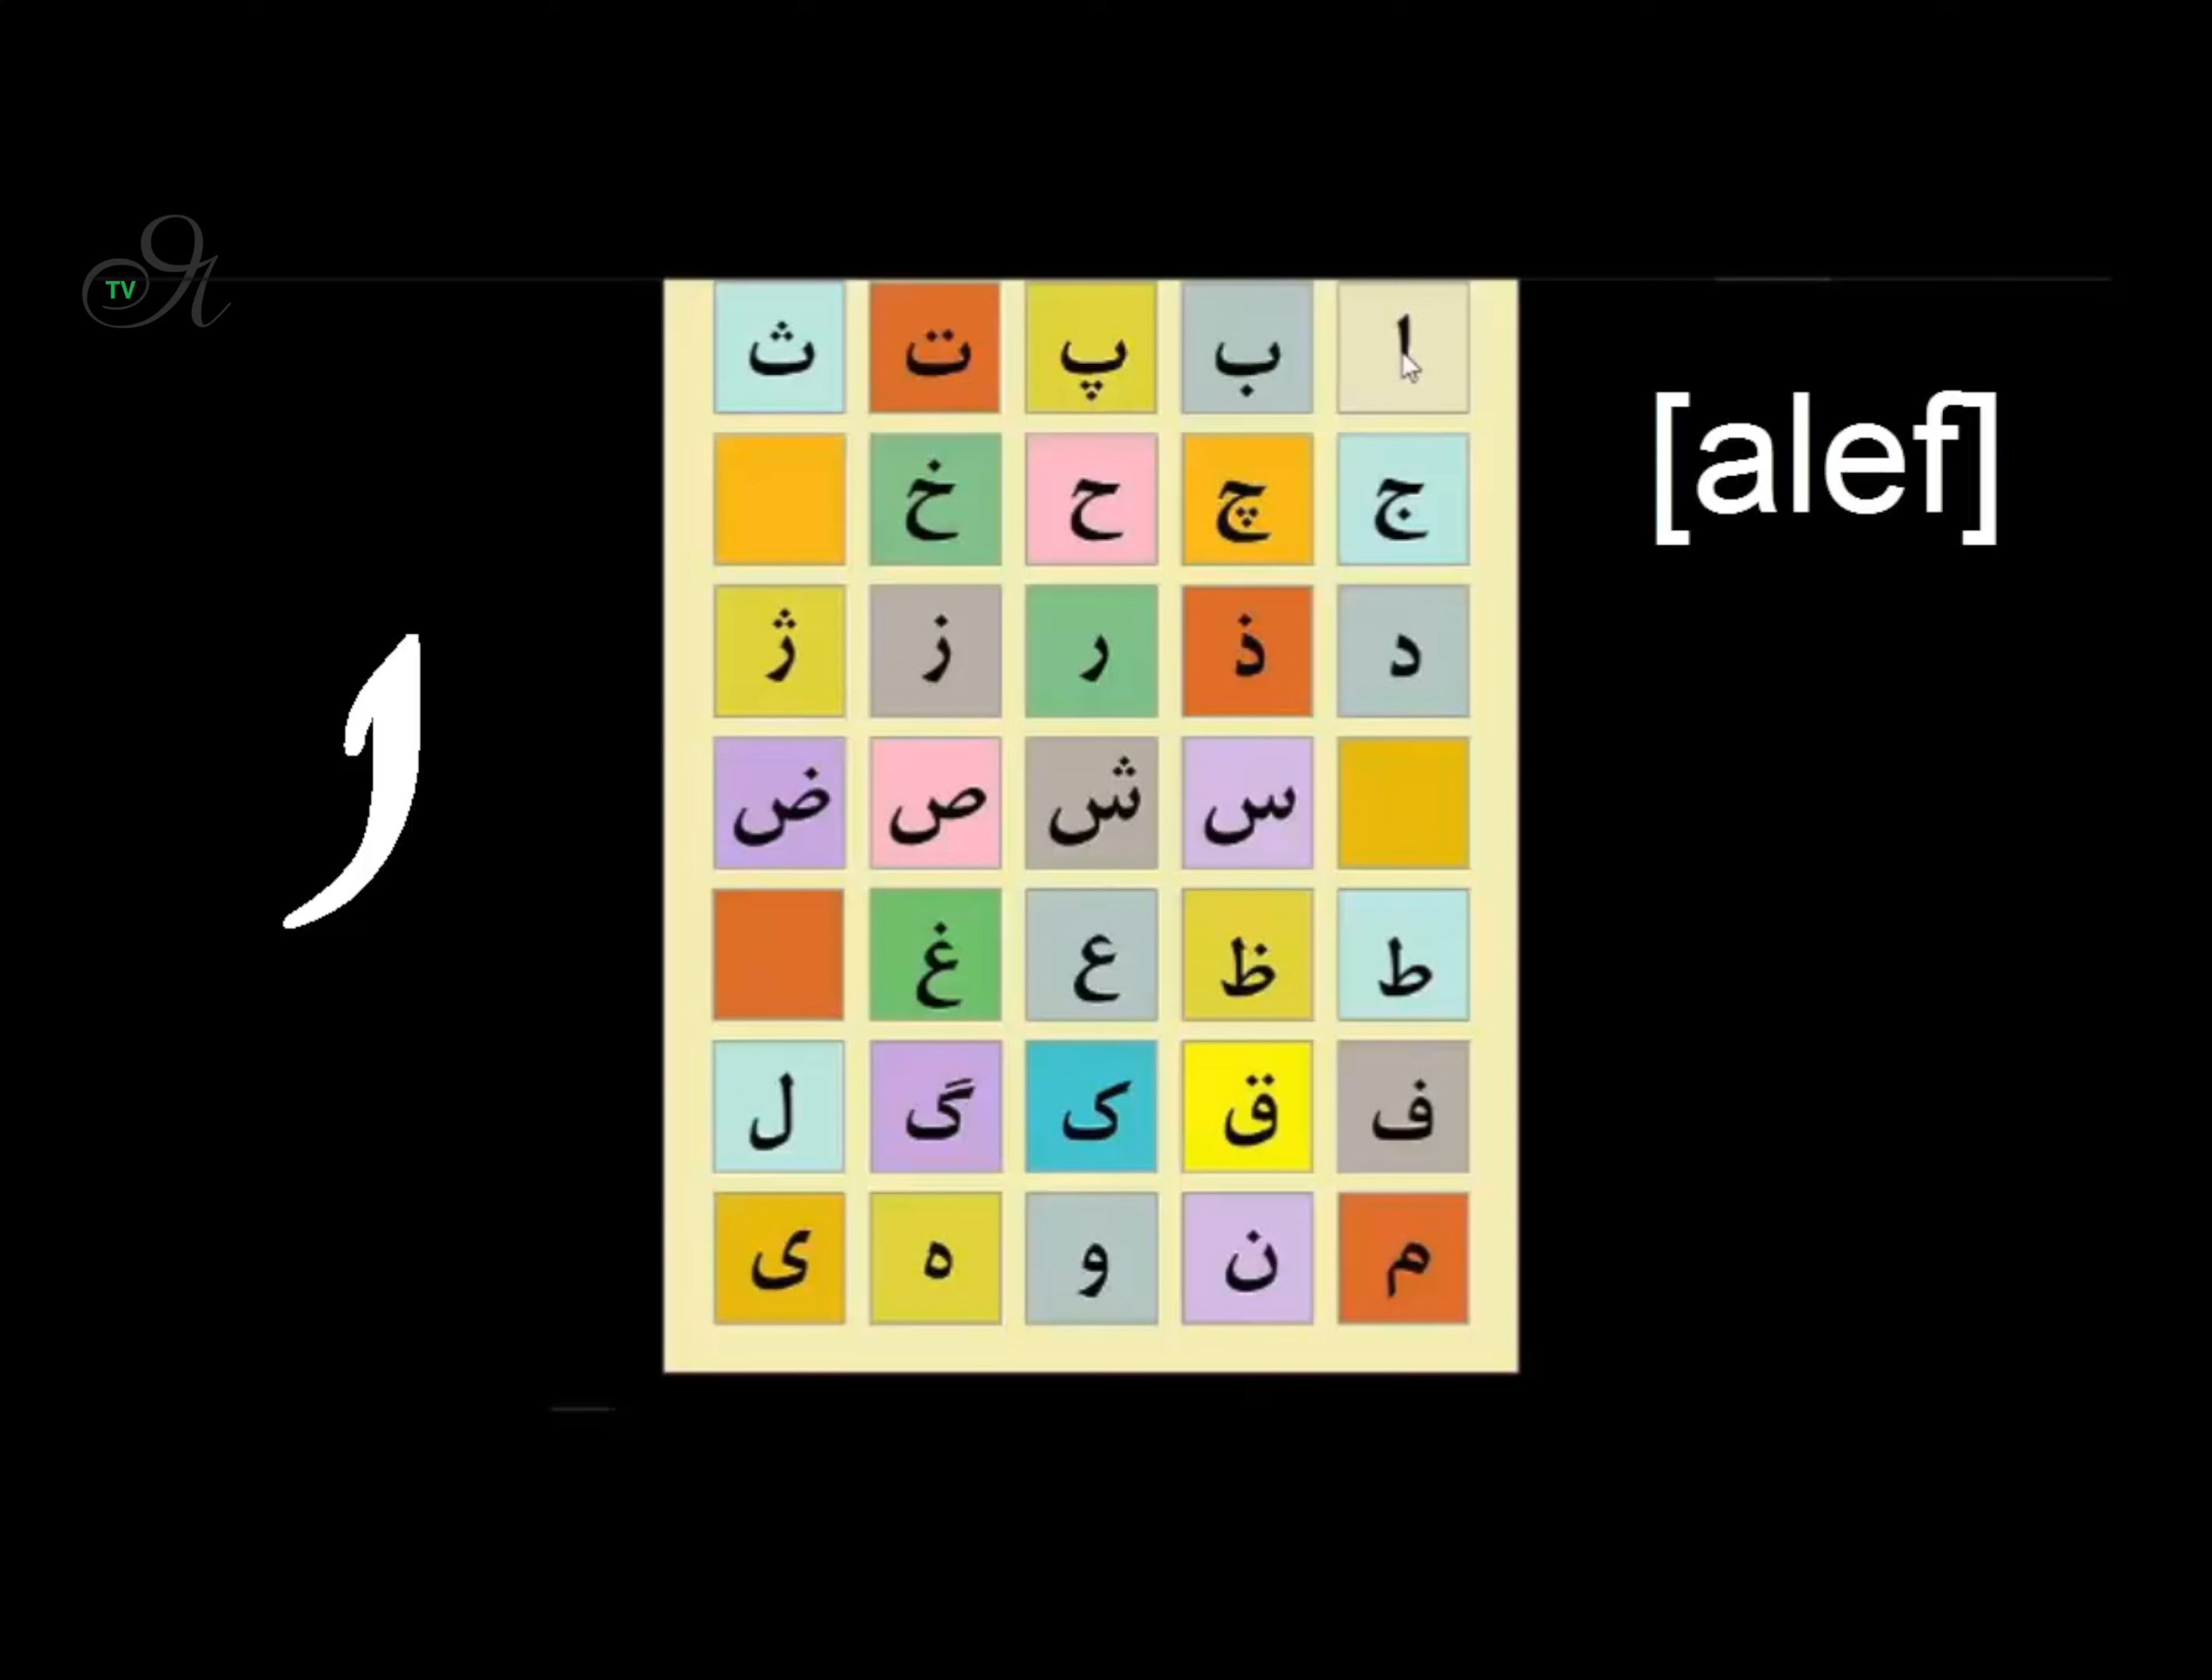 TV
ا ب پ ت ث
[alef]
ج چ ح خ
د ذ ر ز ژ
س ش ص ض
ط ظ ع غ
ف ق ک گ ل
م ن و ه ی